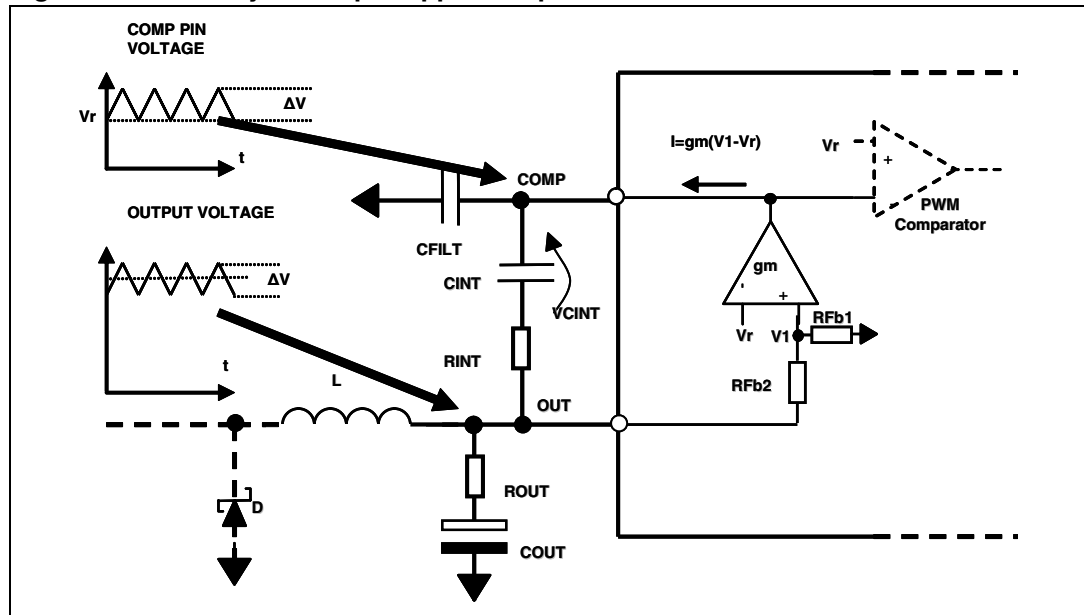 COMP PIN
VOLTAGE
ΔV
Vr
t
I=gm(V1-Vr)
Vr
+
PWM
Comparator
COMP
OUTPUT VOLTAGE
CFILT
gm
ΔV
CINT
VCINT
-
+
RFb1
Vr
V1
RINT
t
L
RFb2
OUT
ROUT
D
COUT